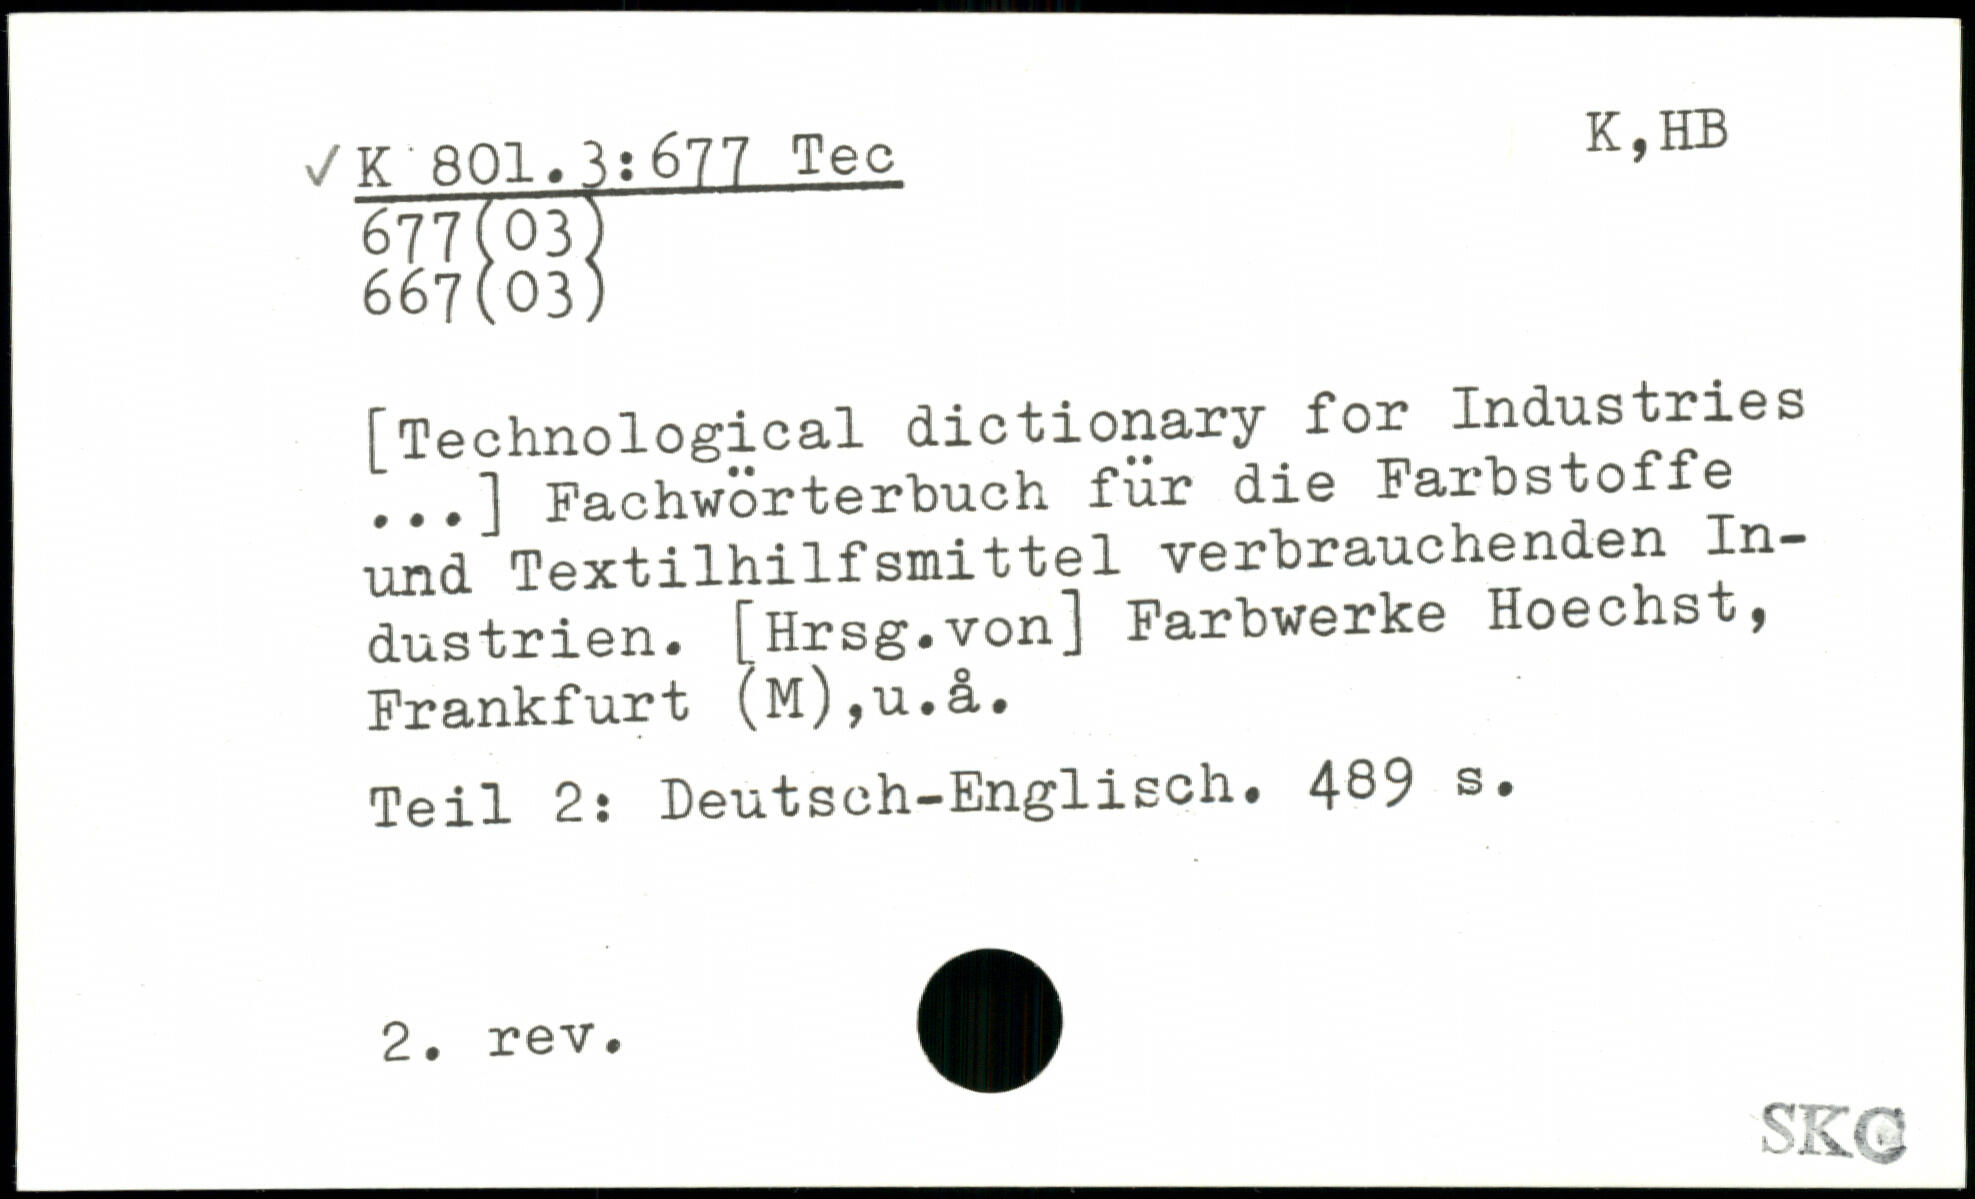 K,HB
✓ K 801.3:677 Tec
677(03)
667(03)
[Technological dictionary for Industries
...] Fachwörterbuch für die Farbstoffe
und Textilhilfsmittel verbrauchenden In-
dustrien. [Hrsg.von] Farbwerke Hoechst,
Frankfurt (M),u.å.
Teil 2: Deutsch-Englisch. 489 s.
2. rev.
SKC